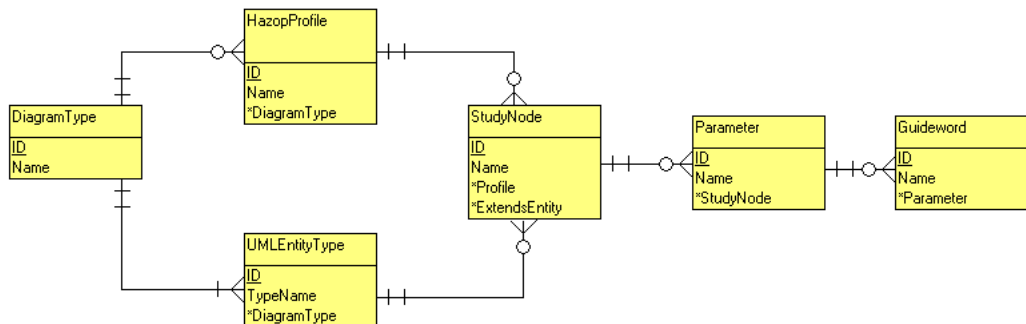 HazopProfile
ID
Name
*DiagramType
DiagramType
ID
Name
StudyNode
ID
Name
*Profile
*ExtendsEntity
Parameter
ID
Name
*StudyNode
Guideword
ID
Name
*Parameter
UMLEntityType
ID
TypeName
*DiagramType